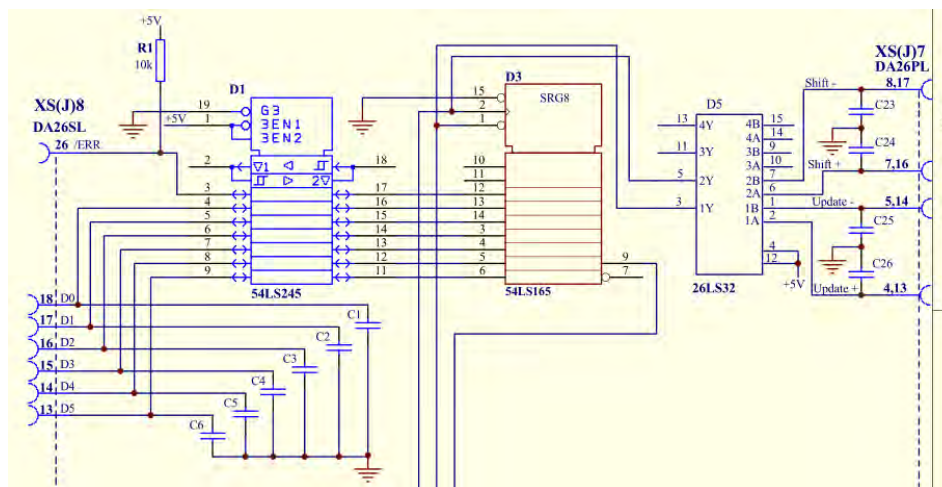 +5V
R1
10k
XS(J)8
DA26SL
26 /ERR
D1
19
+5V
1
G3
3EN1
3EN2
2
▽1
18
2▽
3
4
5
6
7
8
9
17
16
15
14
13
12
11
54LS245
D3
15
2
1
SRG8
10
11
12
13
14
3
4
5
6
9
7
54LS165
D5
13 4Y
11 3Y
5 2Y
3 1Y
4B 15
4A 14
3B 9
3A 10
2B 7
2A 6
1B 1
1A 2
4
12
26LS32
+5V
XS(J)7
DA26PL
Shift - 8,17
C23
C24
Shift + 7,16
Update - 5,14
C25
C26
Update + 4,13
18 D0
17 D1
16 D2
15 D3
14 D4
13 D5
C1
C2
C3
C4
C5
C6